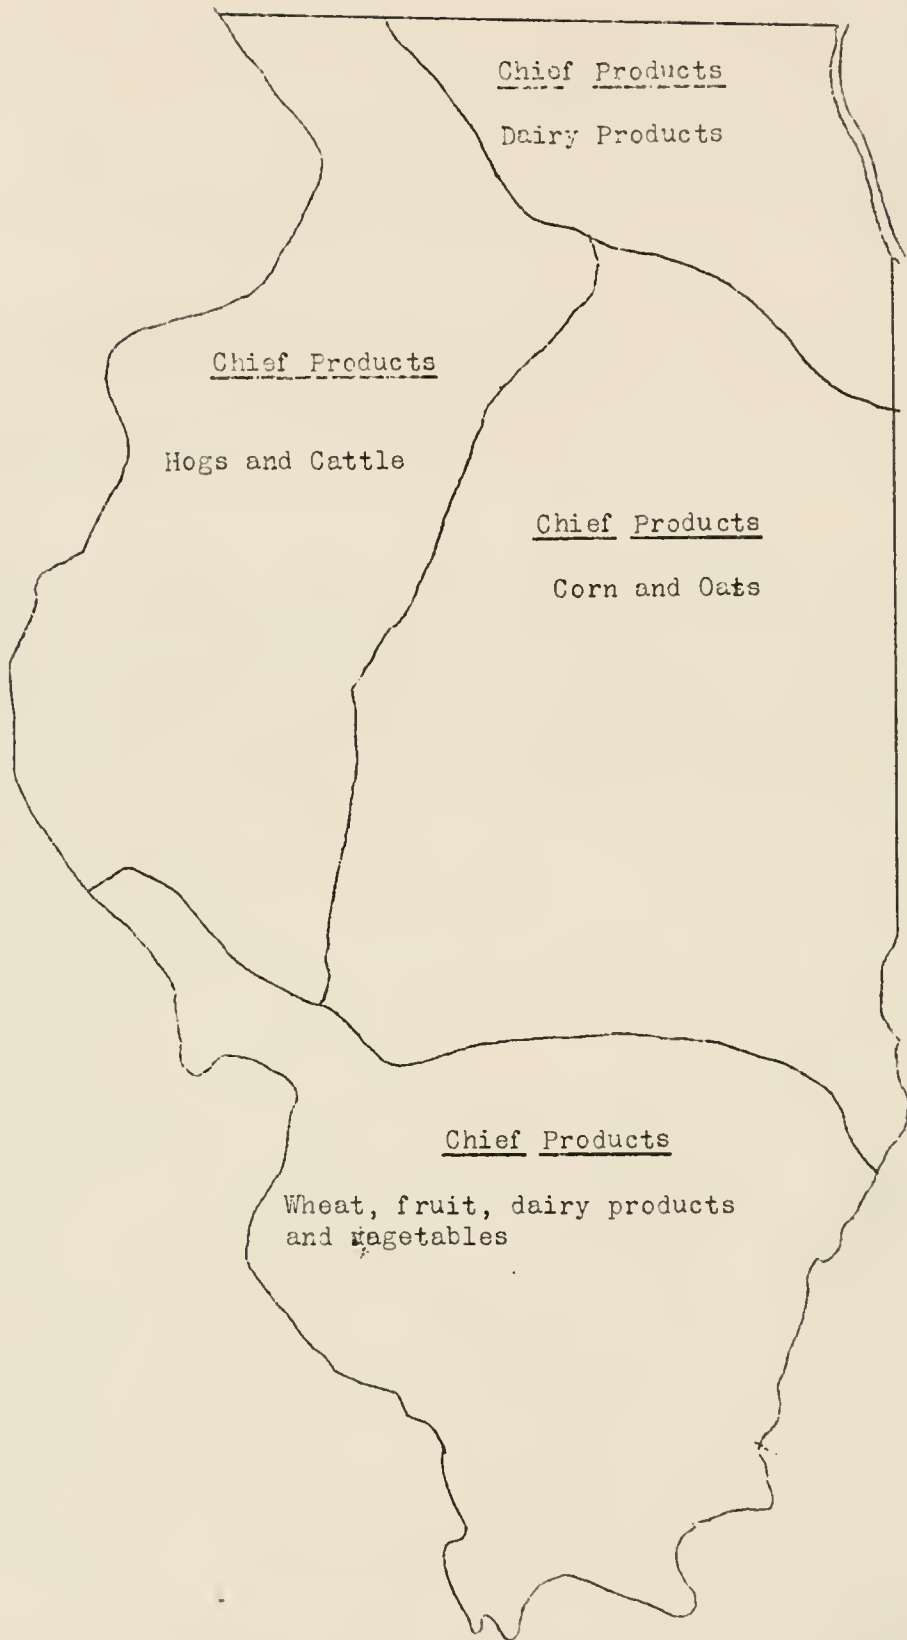 Chief Products
Dairy Products
Chief Products
Hogs and Cattle
Chief Products
Corn and Oats
Chief Products
Wheat, fruit, dairy products
and vagetables